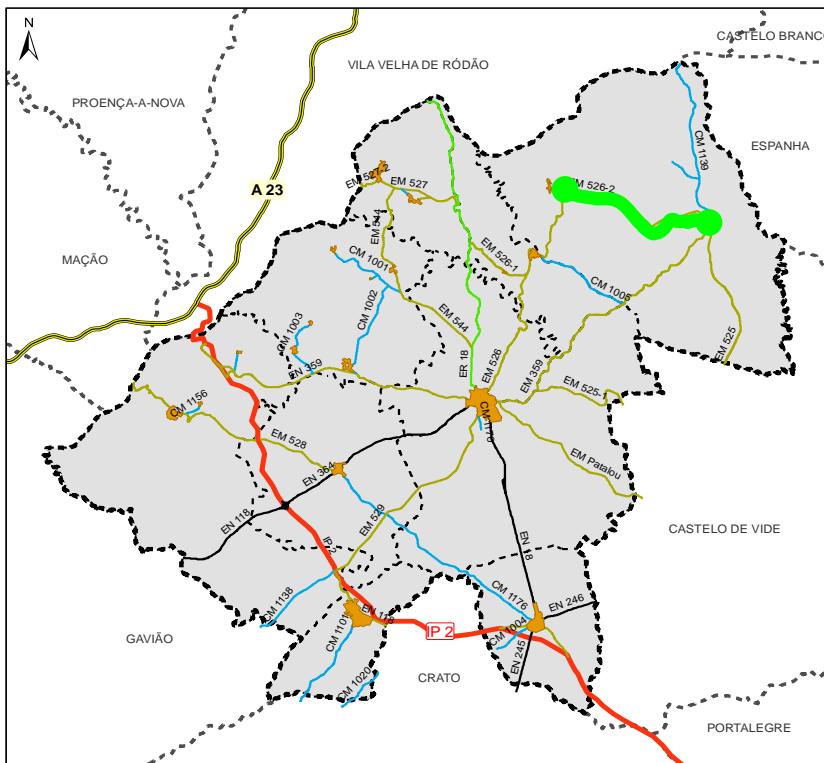 N
CASTELO BRANCO
VILA VELHA DE RÓDÃO
PROENÇA-A-NOVA
ESPANHA
CM 1139
A 23
EM 527-2
EM 527
EM 526-2
EM 544
CM 1001
EM 526-1
MAÇÃO
CM 1002
CM 1005
CM 1003
EM 544
ER 18
EM 526
EN 359
EM 359
EM 525
EM 525-1
CM 1156
CM 1176
EM 528
EN 364
EM Patalou
EN 118
EM 529
CASTELO DE VIDE
IP 2
EN 18
CM 1138
CM 1176
EN 246
GAVIÃO
CM 1101
EN 118
IP 2
CM 1004
EN 245
CM 1020
CRATO
PORTALEGRE